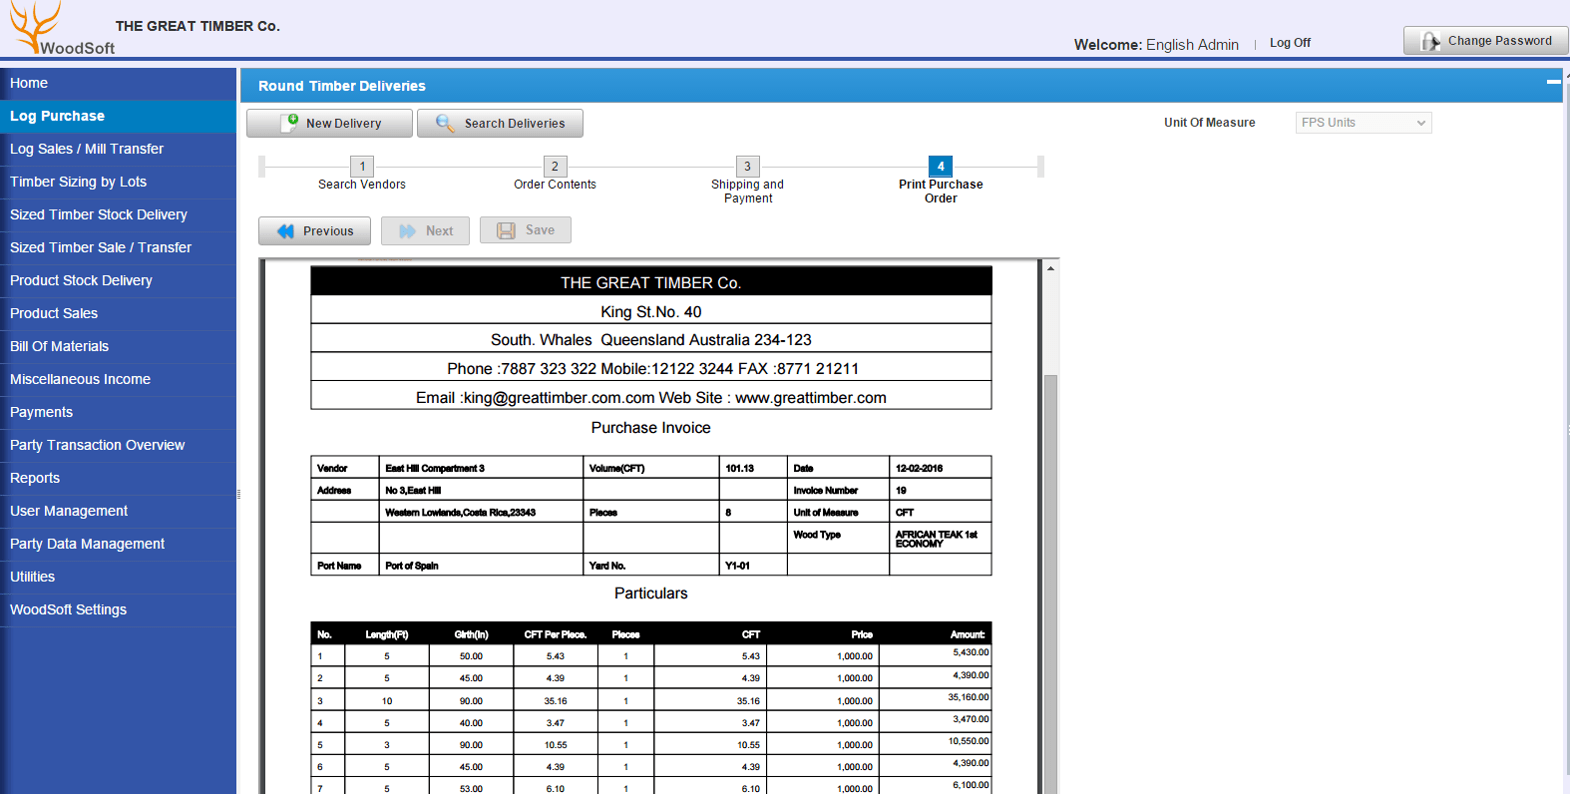 THE GREAT TIMBER Co.
WoodSoft
Welcome: English Admin | Log Off
Change Password
Home
Log Purchase
Log Sales / Mill Transfer
Timber Sizing by Lots
Sized Timber Stock Delivery
Sized Timber Sale / Transfer
Product Stock Delivery
Product Sales
Bill Of Materials
Miscellaneous Income
Payments
Party Transaction Overview
Reports
User Management
Party Data Management
Utilities
WoodSoft Settings
Round Timber Deliveries
New Delivery Search Deliveries
Unit Of Measure FPS Units
1 2 3 4
Search Vendors Order Contents Shipping and Payment Print Purchase Order
Previous Next Save
THE GREAT TIMBER Co.
King St.No. 40
South. Whales Queensland Australia 234-123
Phone :7887 323 322 Mobile:12122 3244 FAX :8771 21211
Email :king@greattimber.com.com Web Site : www.greattimber.com
Purchase Invoice
Vendor East Hill Compartment 3 Volume(CFT) 101.13 Date 12-02-2016
Address No 3,East Hill Invoice Number 19
Western Lowlands,Costa Rica,23343 Pieces 8 Unit of Measure CFT
Wood Type AFRICAN TEAK 1st ECONOMY
Port Name Port of Spain Yard No. Y1-01
Particulars
No. Length(Ft) Girth(In) CFT Per Piece. Pieces CFT Price Amount:
1 5 50.00 5.43 1 5.43 1,000.00 5,430.00
2 5 45.00 4.39 1 4.39 1,000.00 4,390.00
3 10 90.00 35.16 1 35.16 1,000.00 35,160.00
4 5 40.00 3.47 1 3.47 1,000.00 3,470.00
5 3 90.00 10.55 1 10.55 1,000.00 10,550.00
6 5 45.00 4.39 1 4.39 1,000.00 4,390.00
7 5 53.00 6.10 1 6.10 1,000.00 6,100.00